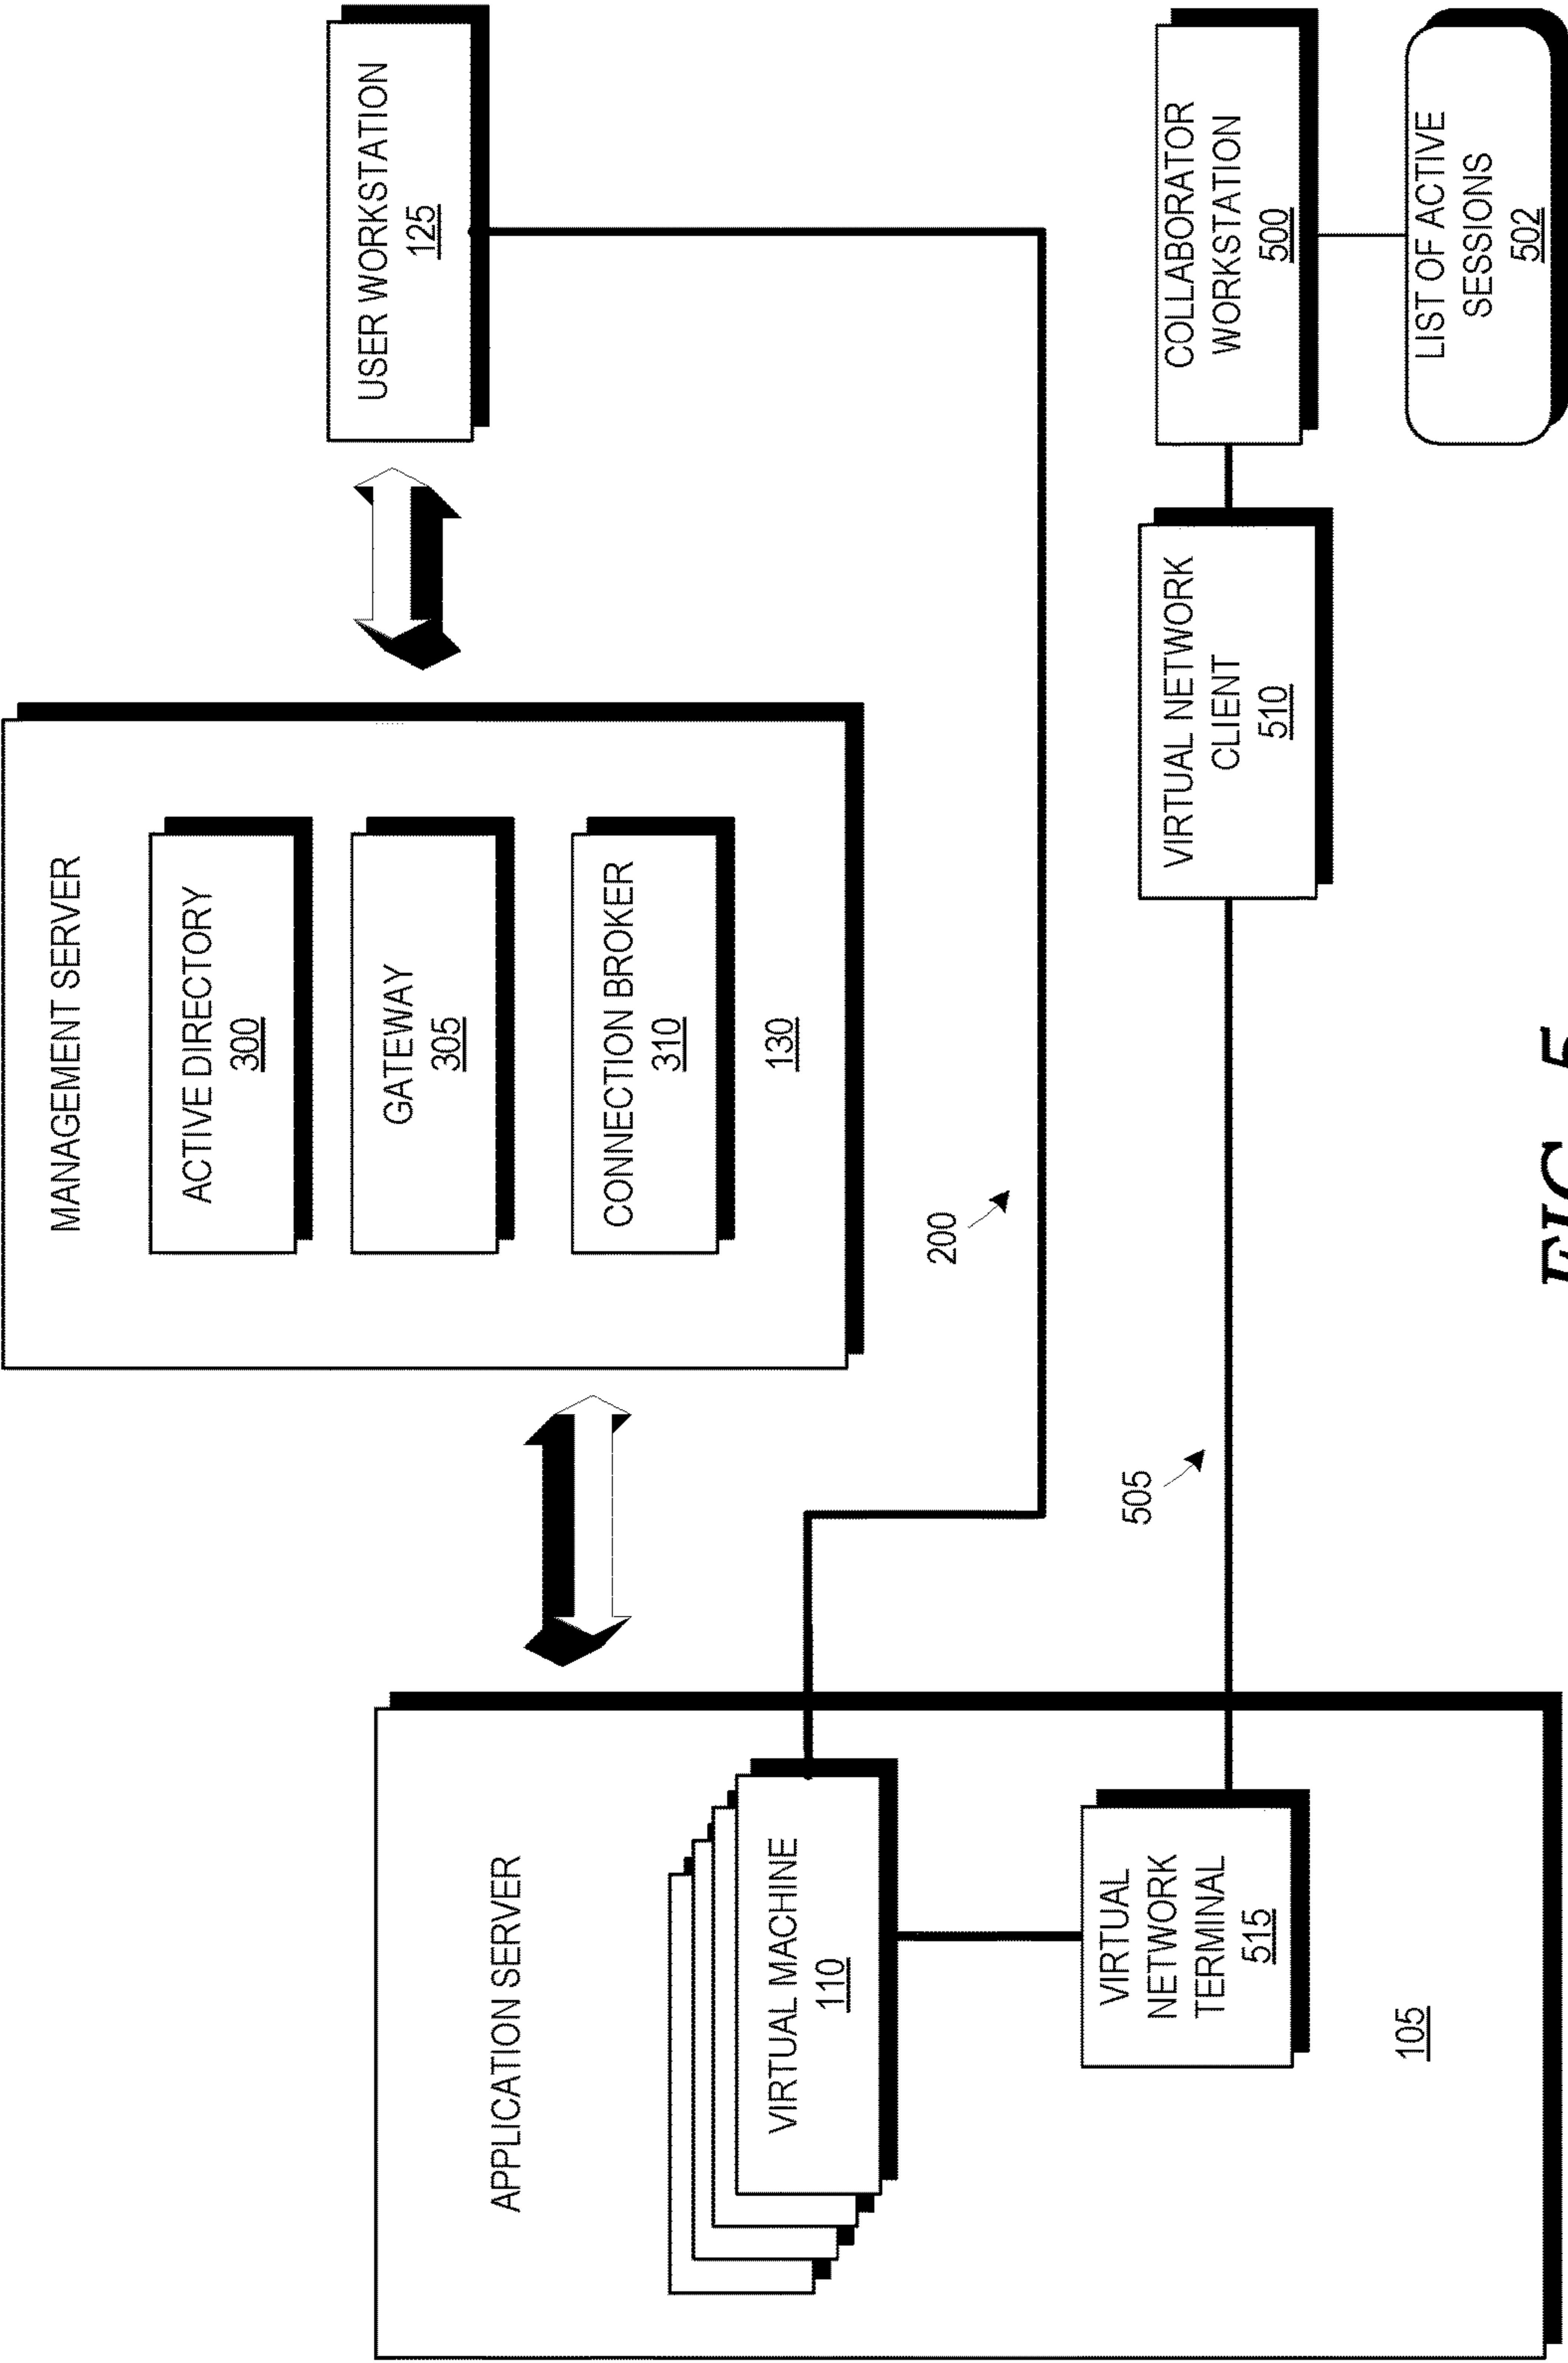 MANAGEMENT SERVER
ACTIVE DIRECTORY
300
GATEWAY
305
CONNECTION BROKER
310
130
USER WORKSTATION
125
APPLICATION SERVER
VIRTUAL MACHINE
110
VIRTUAL
NETWORK
TERMINAL
515
105
200
505
VIRTUAL NETWORK
CLIENT
510
COLLABORATOR
WORKSTATION
500
LIST OF ACTIVE
SESSIONS
502
FIG. 5